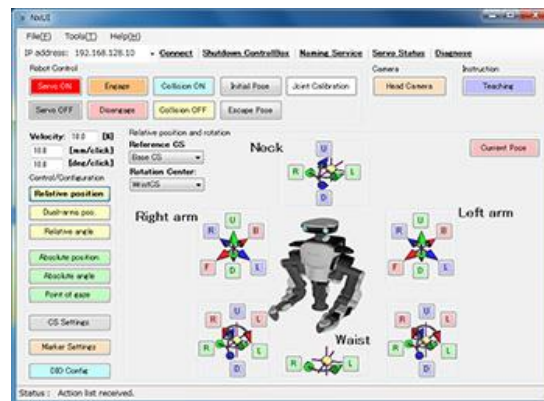 NxUI
File(F) Tools(T) Help(H)
IP address: 192.168.128.10 Connect Shutdown ControlBox Naming Service Servo Status Diagnose
Robot Control Camera Instruction
Servo ON Engage Collision ON Initial Pose Joint Calibration Head Camera Teaching
Servo OFF Disengage Collision OFF Escape Pose
Velocity: 10.0 [%] Relative position and rotation
10.0 [mm/click] Reference CS Neck U Current Pose
10.0 [deg/click] Base CS R L
Control/Configuration Rotation Center: D
Relative position WristCS
Dual-arms pos. Right arm Left arm
Relative angle R U B R U B
Absolute position F D L F D L
Absolute angle
Point of gaze
CS Settings R U L R U L
Marker Settings Waist
DIO Config R D L R L R D L
Status : Action list received.